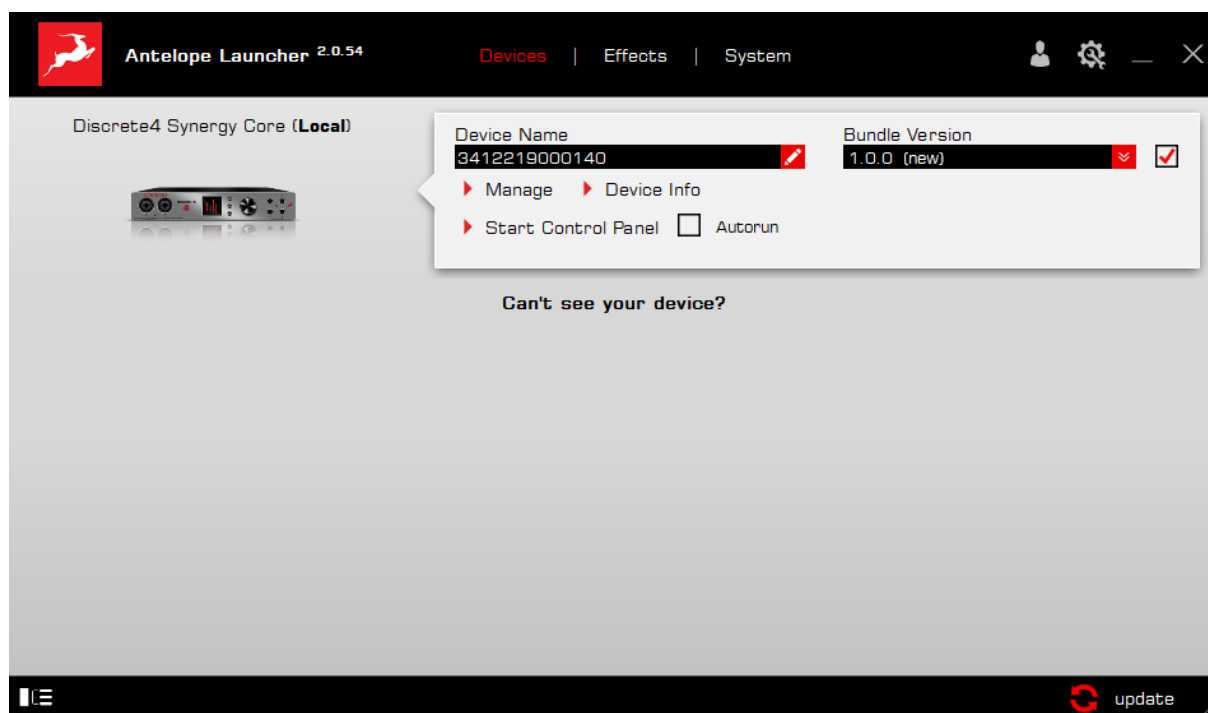 Antelope Launcher 2.0.54
Devices | Effects | System
Discrete4 Synergy Core (Local)
Device Name
3412219000140
Bundle Version
1.0.0 (new)
Manage
Device Info
Start Control Panel
Autorun
Can't see your device?
update